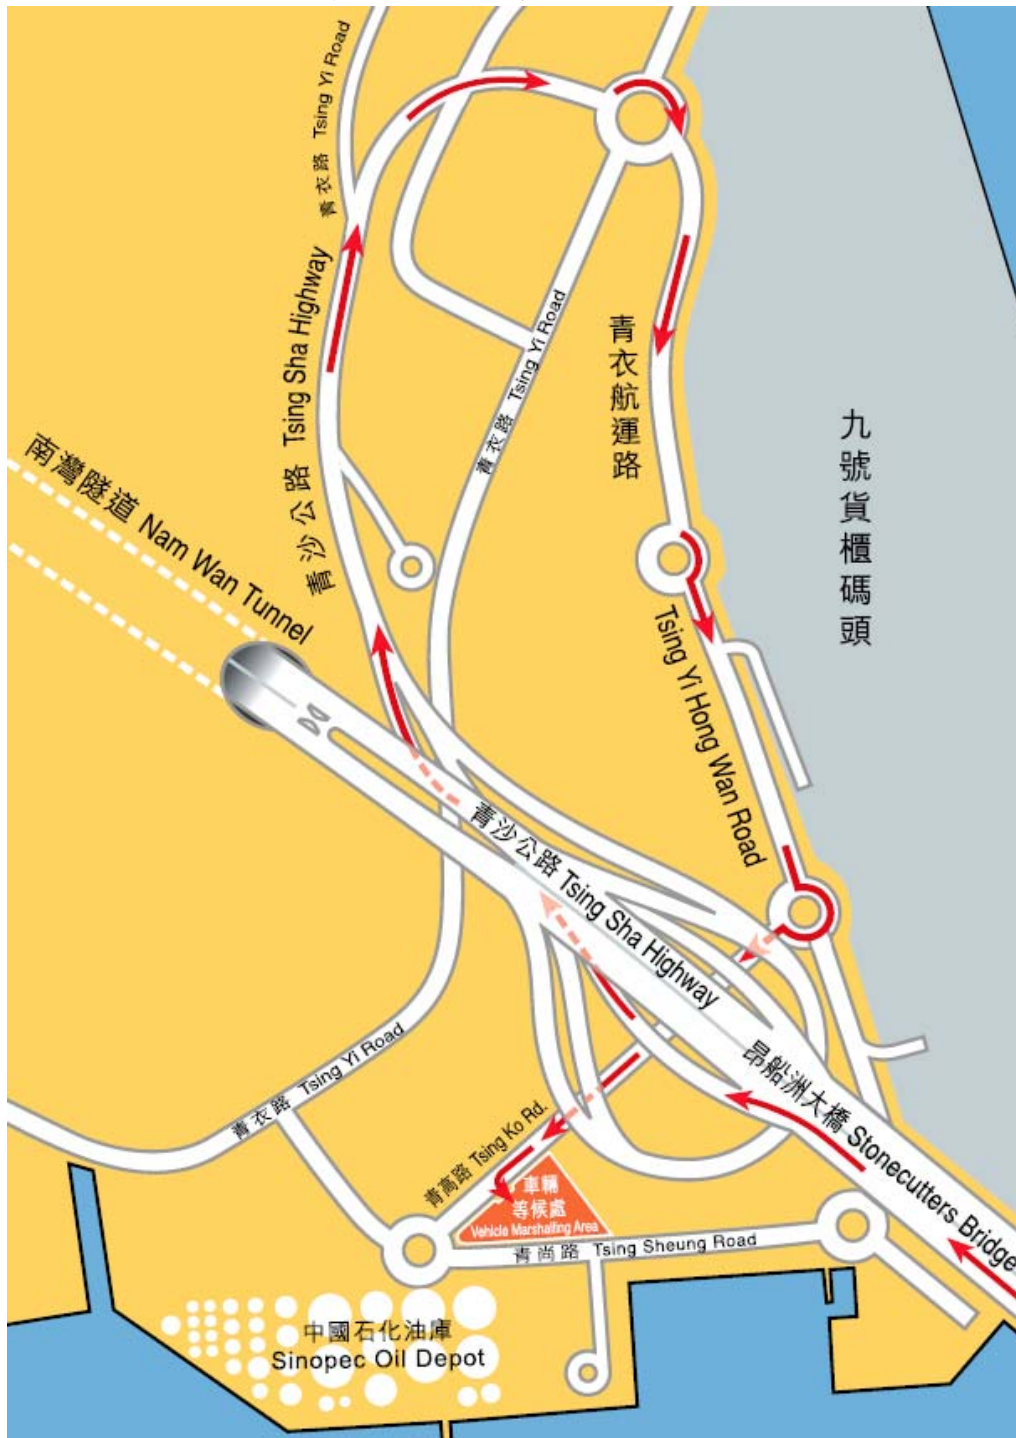 青衣路 Tsing Yi Road
青沙公路 Tsing Sha Highway
青衣路 Tsing Yi Road
青衣航運路
九號貨櫃碼頭
南灣隧道 Nam Wan Tunnel
Tsing Yi Hong Wan Road
青沙公路 Tsing Sha Highway
昂船洲大橋 Stonecutters Bridge
青衣路 Tsing Yi Road
青高路 Tsing Ko Rd.
車輛
等候處
Vehicle Marshalling Area
青尚路 Tsing Sheung Road
中國石化油庫
Sinopec Oil Depot